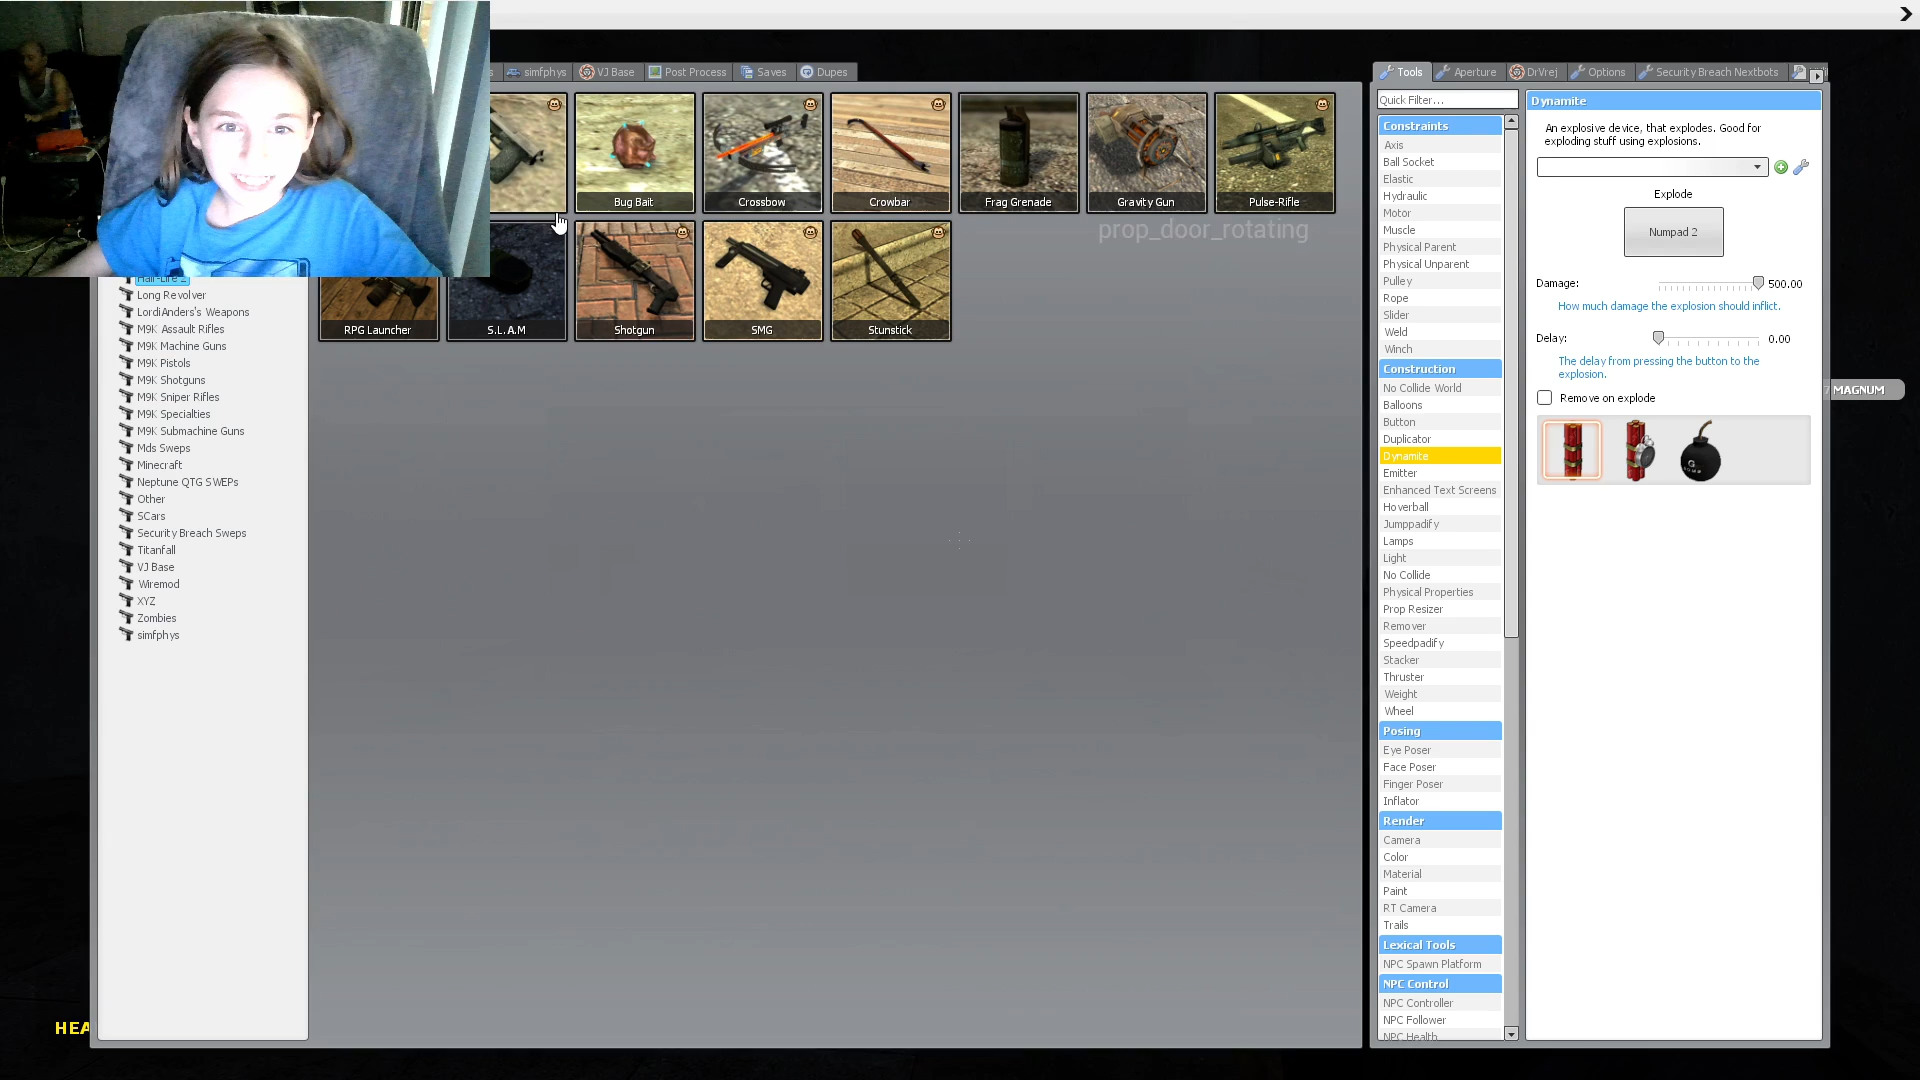 simfphys
VJ Base
Post Process
Saves
Dupes
Bug Bait
Crossbow
Crowbar
Frag Grenade
Gravity Gun
Pulse-Rifle
RPG Launcher
S.L.A.M
Shotgun
SMG
Stunstick
prop_door_rotating
Half-Life 2
Long Revolver
LordiAnders's Weapons
M9K Assault Rifles
M9K Machine Guns
M9K Pistols
M9K Shotguns
M9K Sniper Rifles
M9K Specialties
M9K Submachine Guns
Mds Sweps
Minecraft
Neptune QTG SWEPs
Other
SCars
Security Breach Sweps
Titanfall
VJ Base
Wiremod
XYZ
Zombies
simfphys
HEA
Tools
Aperture
DrVrej
Options
Security Breach Nextbots
Quick Filter...
Constraints
Axis
Ball Socket
Elastic
Hydraulic
Motor
Muscle
Physical Parent
Physical Unparent
Pulley
Rope
Slider
Weld
Winch
Construction
No Collide World
Balloons
Button
Duplicator
Dynamite
Emitter
Enhanced Text Screens
Hoverball
Jumppadify
Lamps
Light
No Collide
Physical Properties
Prop Resizer
Remover
Speedpadify
Stacker
Thruster
Weight
Wheel
Posing
Eye Poser
Face Poser
Finger Poser
Inflator
Render
Camera
Color
Material
Paint
RT Camera
Trails
Lexical Tools
NPC Spawn Platform
NPC Control
NPC Controller
NPC Follower
NPC Health
Dynamite
An explosive device, that explodes. Good for
exploding stuff using explosions.
Explode
Numpad 2
Damage: 500.00
How much damage the explosion should inflict.
Delay: 0.00
The delay from pressing the button to the
explosion.
Remove on explode
MAGNUM